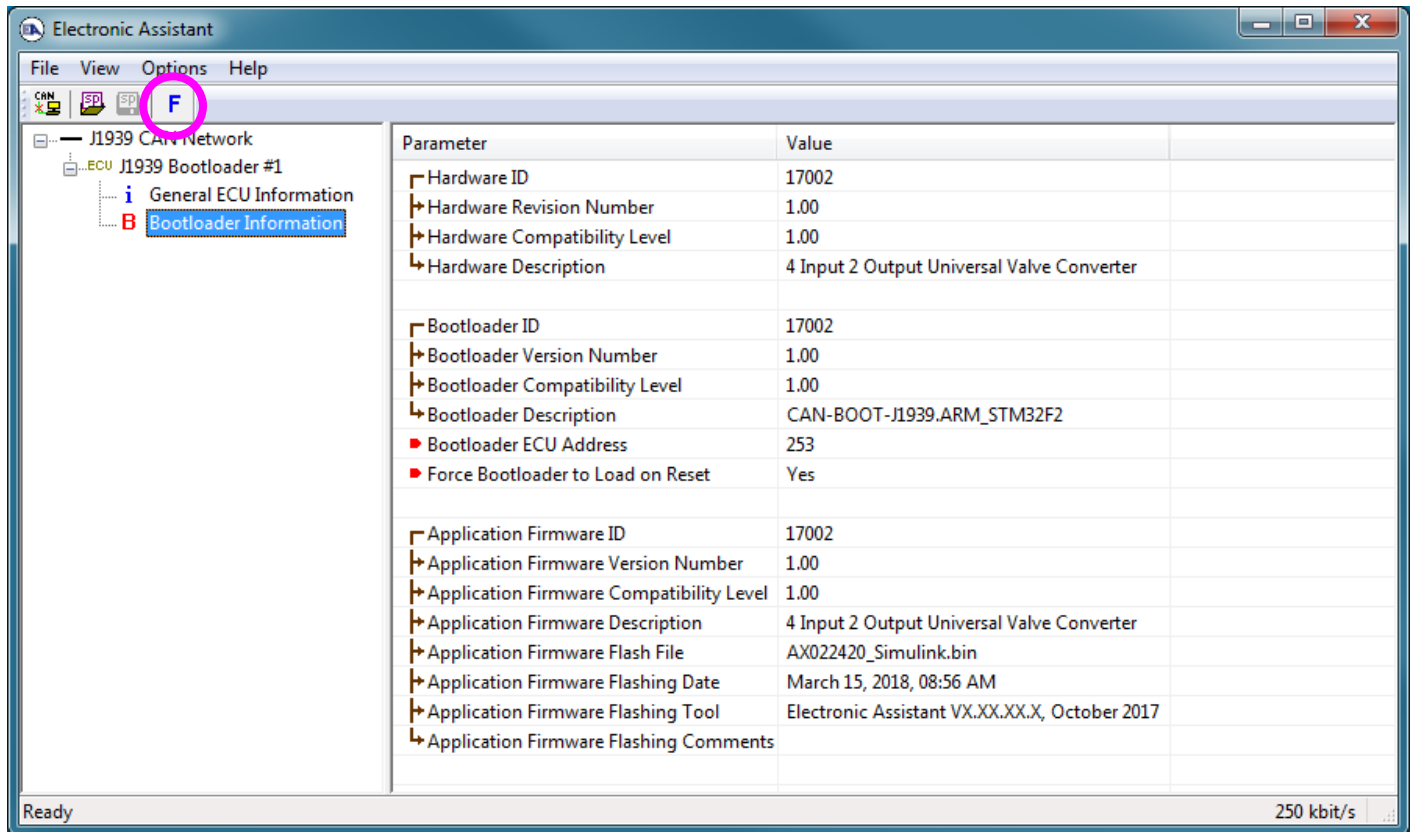 EA Electronic Assistant
File View Options Help
CAN SP SP F
J1939 CAN Network
ECU J1939 Bootloader #1
i General ECU Information
B Bootloader Information
Parameter Value
Hardware ID 17002
Hardware Revision Number 1.00
Hardware Compatibility Level 1.00
Hardware Description 4 Input 2 Output Universal Valve Converter
Bootloader ID 17002
Bootloader Version Number 1.00
Bootloader Compatibility Level 1.00
Bootloader Description CAN-BOOT-J1939.ARM_STM32F2
Bootloader ECU Address 253
Force Bootloader to Load on Reset Yes
Application Firmware ID 17002
Application Firmware Version Number 1.00
Application Firmware Compatibility Level 1.00
Application Firmware Description 4 Input 2 Output Universal Valve Converter
Application Firmware Flash File AX022420_Simulink.bin
Application Firmware Flashing Date March 15, 2018, 08:56 AM
Application Firmware Flashing Tool Electronic Assistant VX.XX.XX.X, October 2017
Application Firmware Flashing Comments
Ready 250 kbit/s